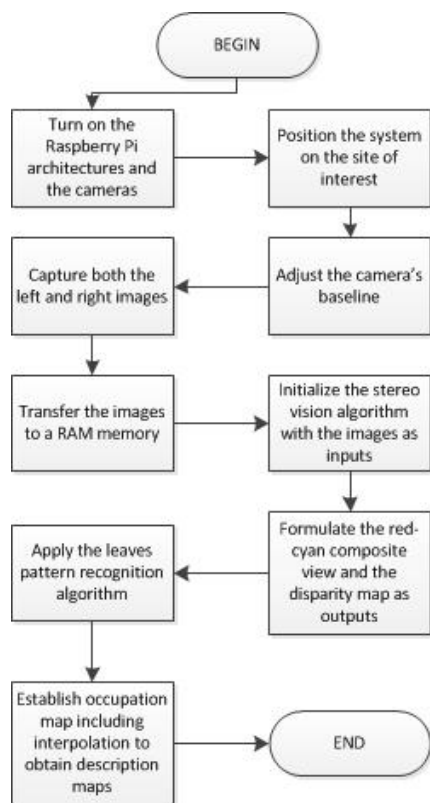 BEGIN
Turn on the
Raspberry Pi
architectures and
the cameras
Position the system
on the site of
interest
Adjust the camera's
baseline
Capture both the
left and right images
Transfer the images
to a RAM memory
Initialize the stereo
vision algorithm
with the images as
inputs
Formulate the red-
cyan composite
view and the
disparity map as
outputs
Apply the leaves
pattern recognition
algorithm
Establish occupation
map including
interpolation to
obtain description
maps
END